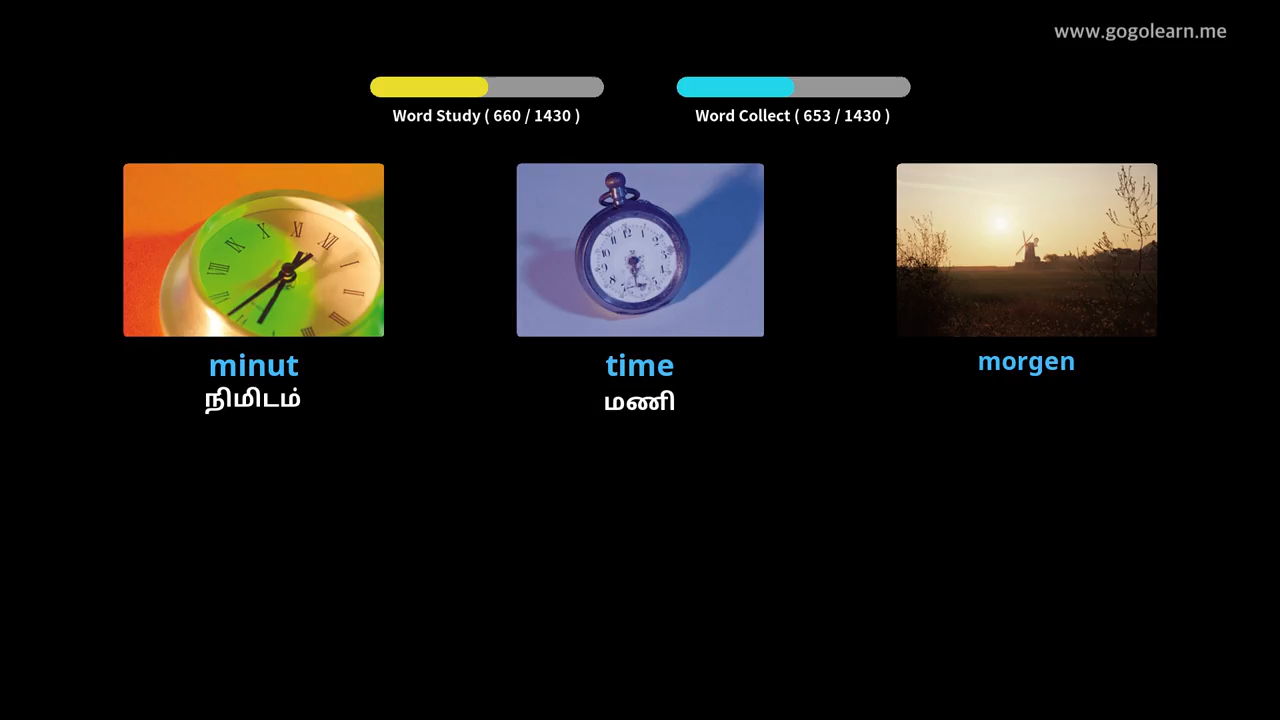 www.gogolearn.me
Word Study ( 660 / 1430 )
Word Collect ( 653 / 1430 )
minut
time
morgen
நிமிடம்
மணி